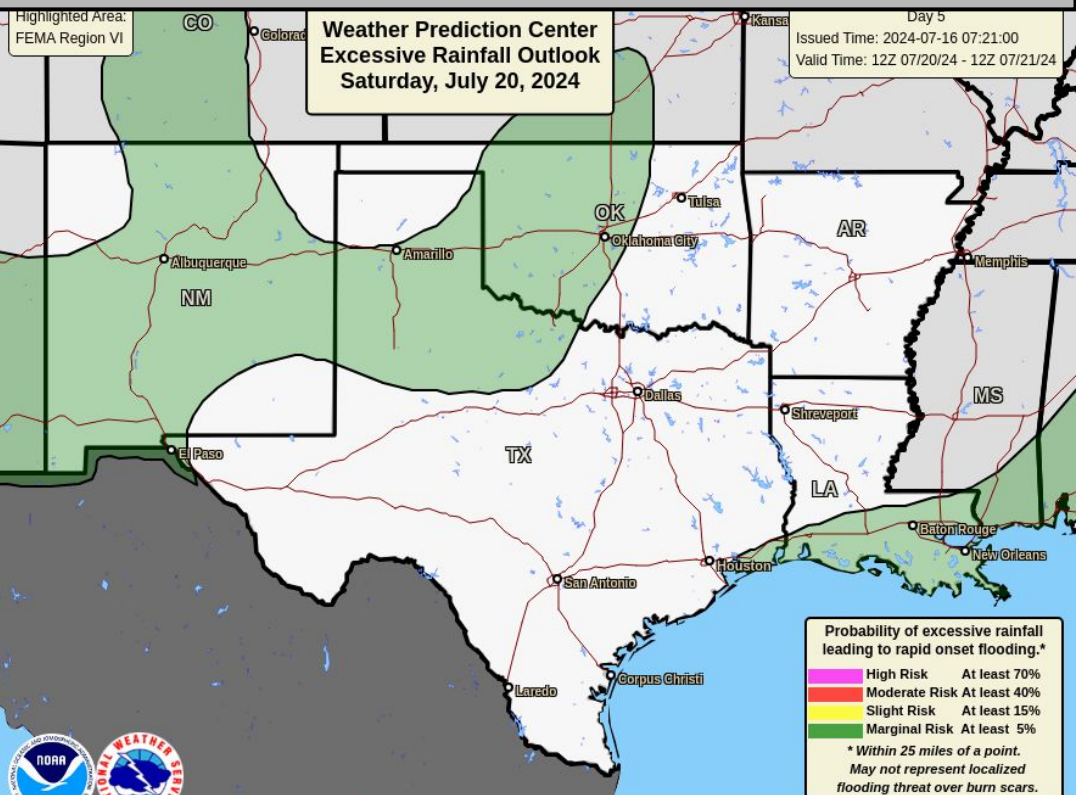 Highlighted Area:
FEMA Region VI
Weather Prediction Center
Excessive Rainfall Outlook
Saturday, July 20, 2024
Day 5
Issued Time: 2024-07-16 07:21:00
Valid Time: 12Z 07/20/24 - 12Z 07/21/24
CO
Colorad
Kansa
Tulsa
OK
Oklahoma City
AR
Albuquerque
Amarillo
Memphis
NM
Dallas
MS
Shreveport
El Paso
TX
LA
Baton Rouge
New Orleans
Houston
San Antonio
Corpus Christi
Laredo
Probability of excessive rainfall
leading to rapid onset flooding.*
High Risk At least 70%
Moderate Risk At least 40%
Slight Risk At least 15%
Marginal Risk At least 5%
* Within 25 miles of a point.
May not represent localized
flooding threat over burn scars.
NOAA
WEATHER